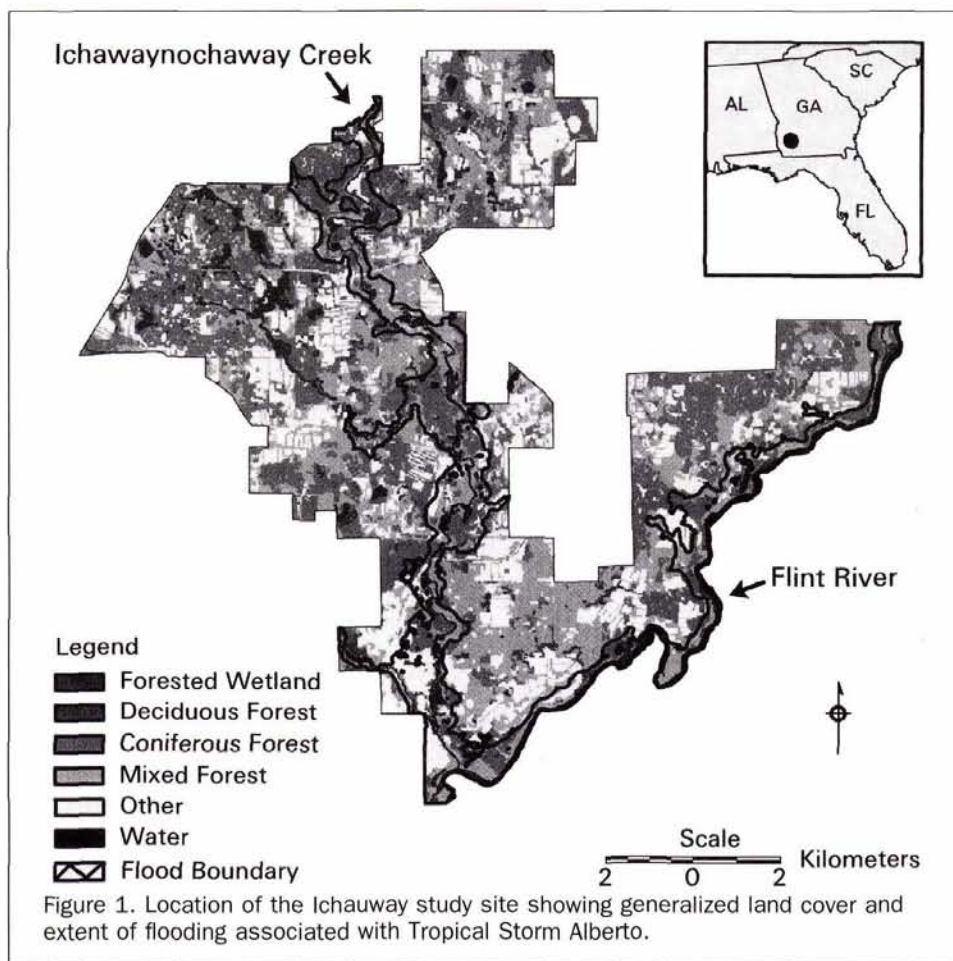 Ichawaynochaway Creek
SC
AL
GA
FL
Flint River
Legend
Forested Wetland
Deciduous Forest
Coniferous Forest
Mixed Forest
Other
Water
Flood Boundary
Scale
Kilometers
2 0 2
Figure 1. Location of the Ichauway study site showing generalized land cover and
extent of flooding associated with Tropical Storm Alberto.